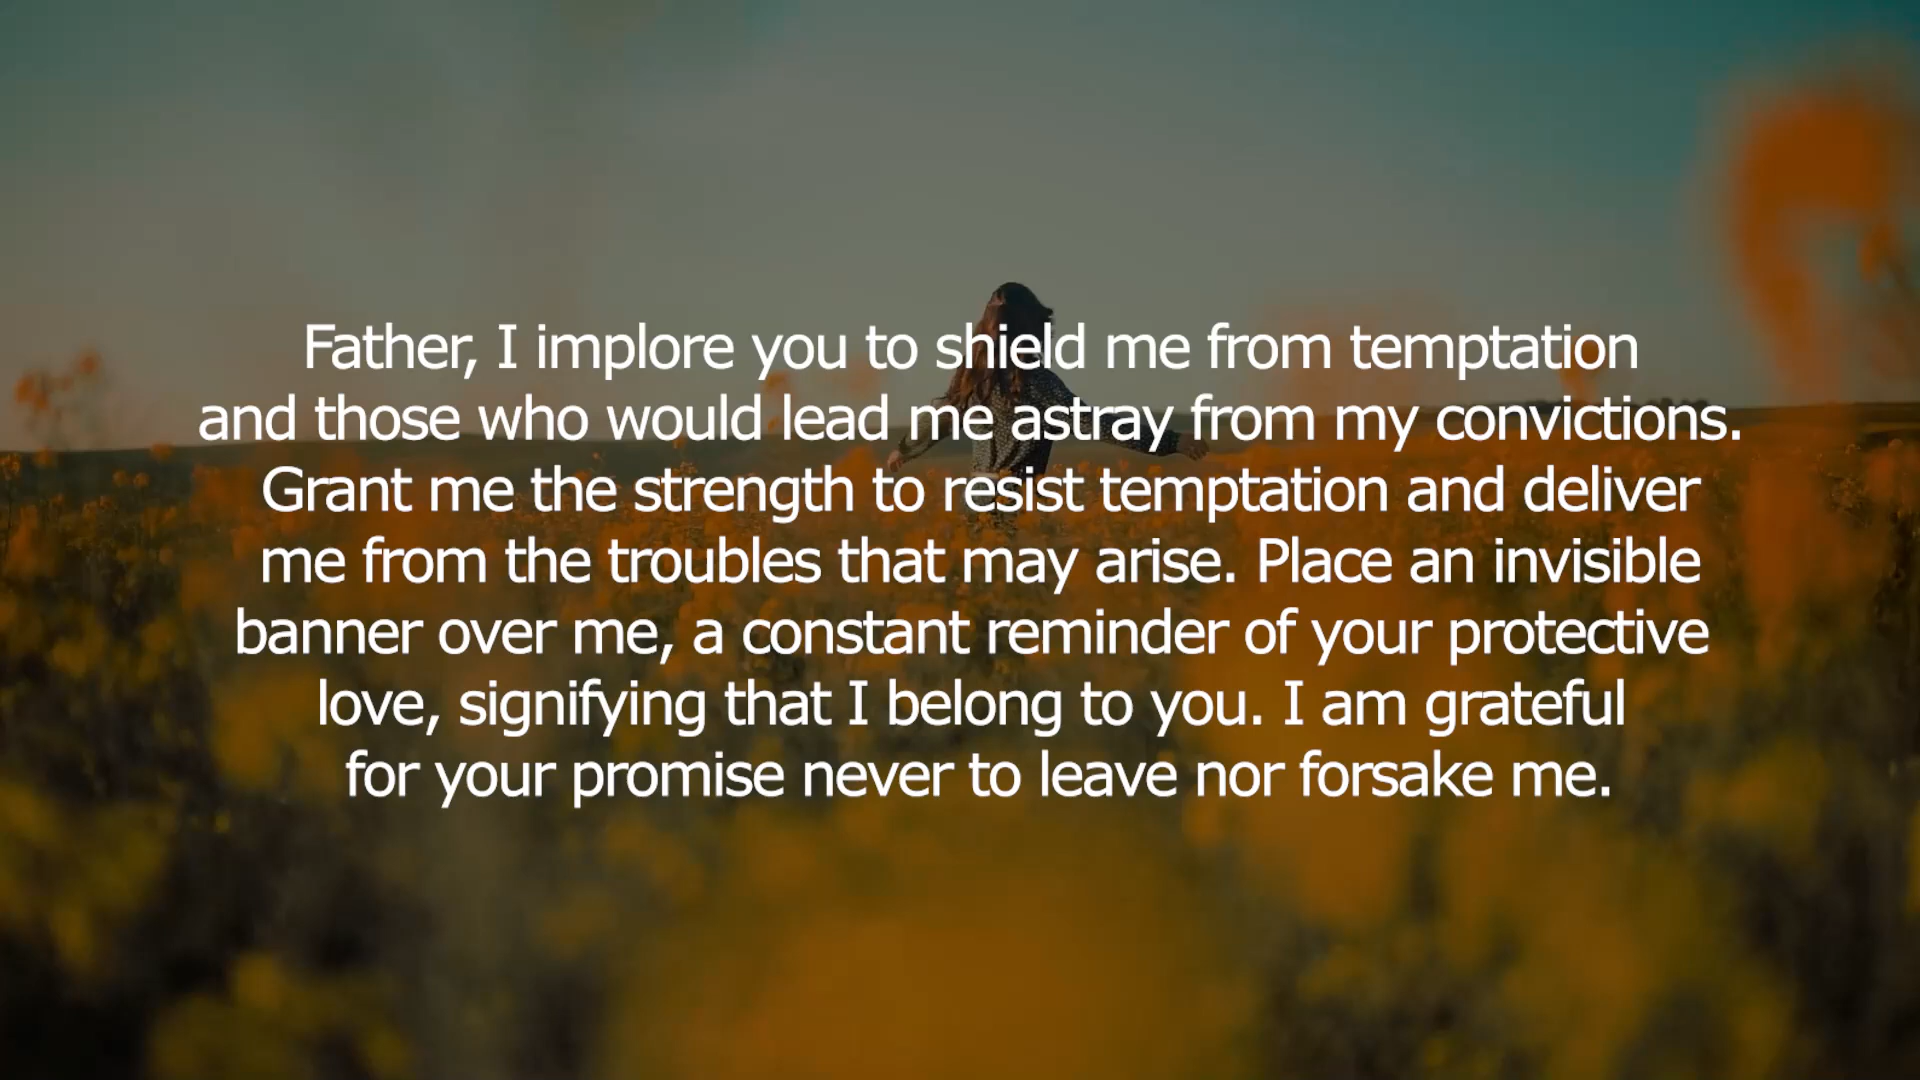 Father, I implore you to shield me from temptation
and those who would lead me astray from my convictions.
Grant me the strength to resist temptation and deliver
me from the troubles that may arise. Place an invisible
banner over me, a constant reminder of your protective
love, signifying that I belong to you. I am grateful
for your promise never to leave nor forsake me.